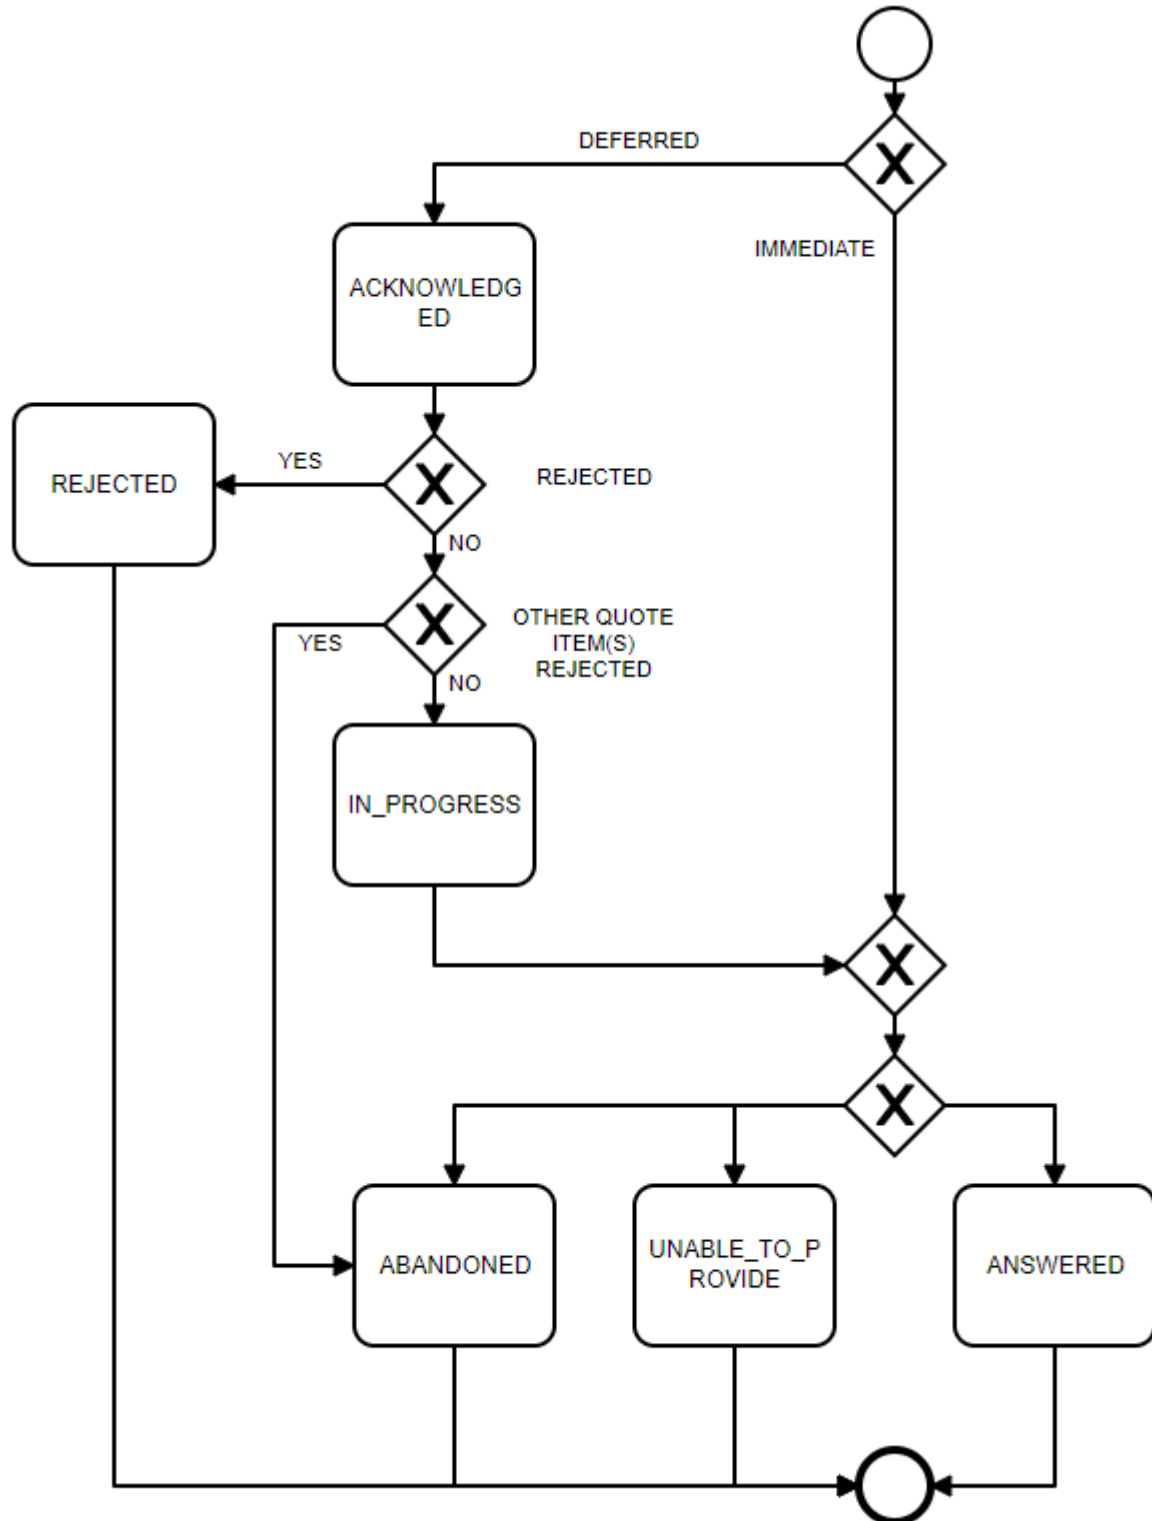 DEFERRED
IMMEDIATE
ACKNOWLEDG
ED
REJECTED
YES
REJECTED
NO
YES
OTHER QUOTE
ITEM(S)
REJECTED
NO
IN_PROGRESS
ABANDONED
UNABLE_TO_P
ROVIDE
ANSWERED